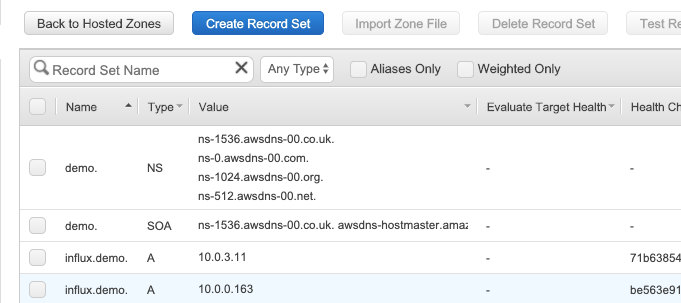 Back to Hosted Zones Create Record Set Import Zone File Delete Record Set Test Re
Record Set Name Any Type Aliases Only Weighted Only
Name Type Value Evaluate Target Health Health Ch
ns-1536.awsdns-00.co.uk.
ns-0.awsdns-00.com.
demo. NS - -
ns-1024.awsdns-00.org.
ns-512.awsdns-00.net.
demo. SOA ns-1536.awsdns-00.co.uk. awsdns-hostmaster.amaz - -
influx.demo. A 10.0.3.11 - 71b63854
influx.demo. A 10.0.0.163 - be563e91